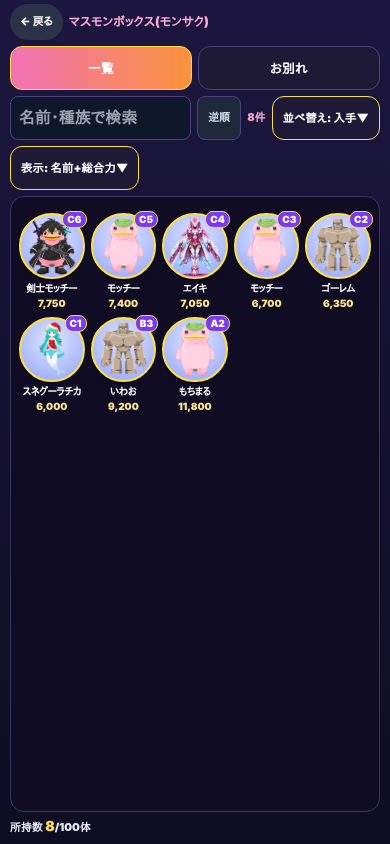 ← 戻る マスモンボックス(モンサク)
一覧 お別れ
名前・種族で検索 逆順 8件 並べ替え: 入手▼
表示: 名前+総合力▼
C6 C5 C4 C3 C2
剣士モッチー モッチー エイキ モッチー ゴーレム
7,750 7,400 7,050 6,700 6,350
C1 B3 A2
スネグーラチカ いわお もちまる
6,000 9,200 11,800
所持数 8/100体